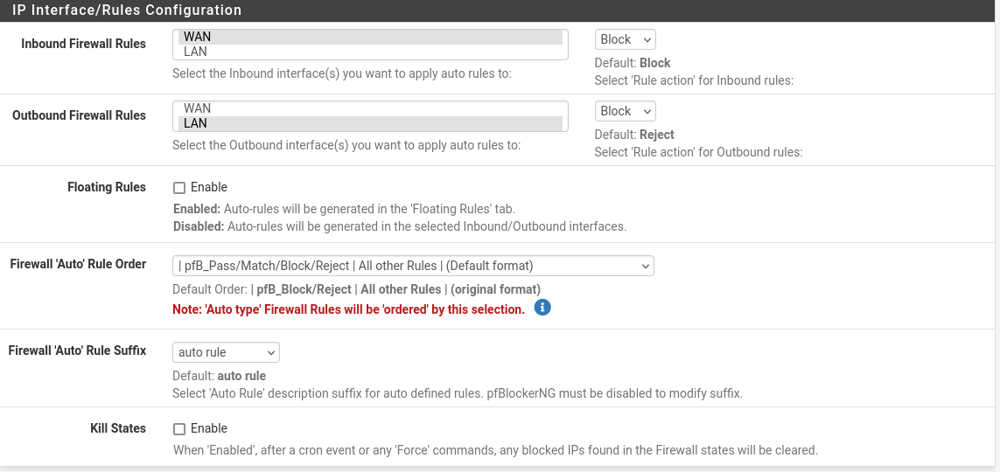 IP Interface/Rules Configuration
Inbound Firewall Rules
WAN
LAN
Select the Inbound interface(s) you want to apply auto rules to:
Block
Default: Block
Select 'Rule action' for Inbound rules:
Outbound Firewall Rules
WAN
LAN
Select the Outbound interface(s) you want to apply auto rules to:
Block
Default: Reject
Select 'Rule action' for Outbound rules:
Floating Rules
Enable
Enabled: Auto-rules will be generated in the 'Floating Rules' tab.
Disabled: Auto-rules will be generated in the selected Inbound/Outbound interfaces.
Firewall 'Auto' Rule Order
| pfB_Pass/Match/Block/Reject | All other Rules | (Default format)
Default Order: | pfB_Block/Reject | All other Rules | (original format)
Note: 'Auto type' Firewall Rules will be 'ordered' by this selection.
Firewall 'Auto' Rule Suffix
auto rule
Default: auto rule
Select 'Auto Rule' description suffix for auto defined rules. pfBlockerNG must be disabled to modify suffix.
Kill States
Enable
When 'Enabled', after a cron event or any 'Force' commands, any blocked IPs found in the Firewall states will be cleared.